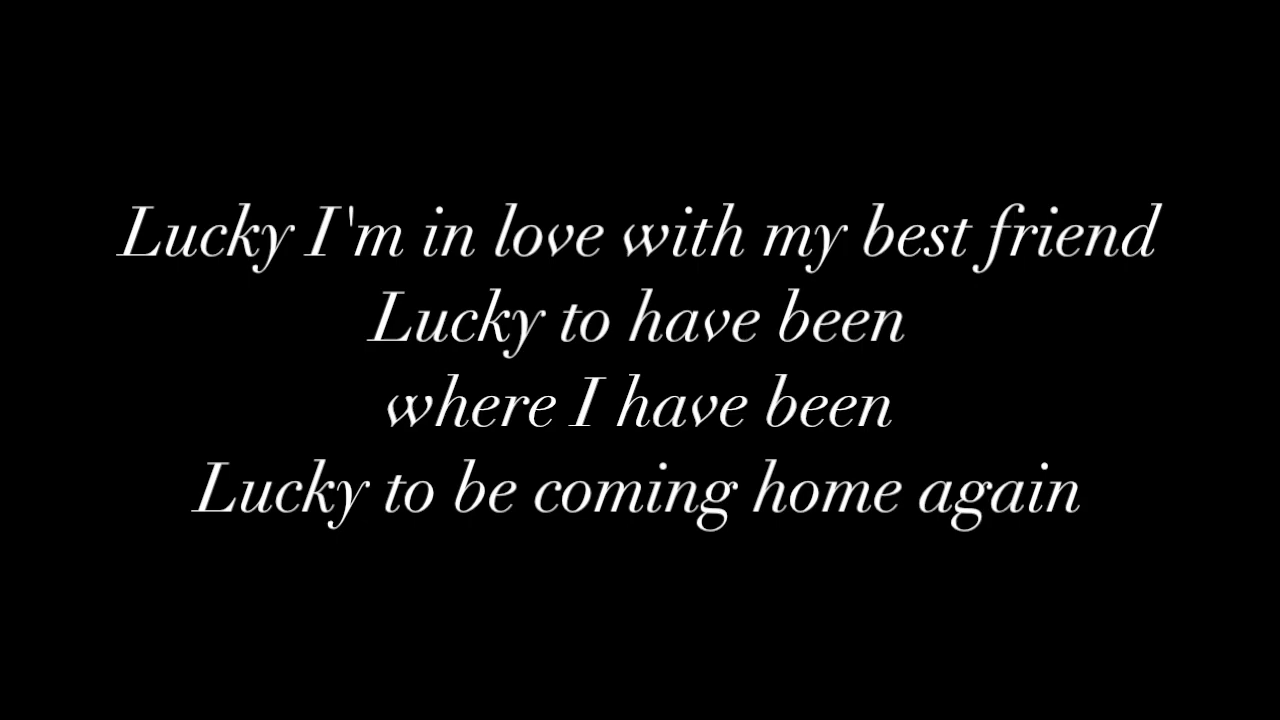 Lucky I'm in love with my best friend
Lucky to have been
where I have been
Lucky to be coming home again